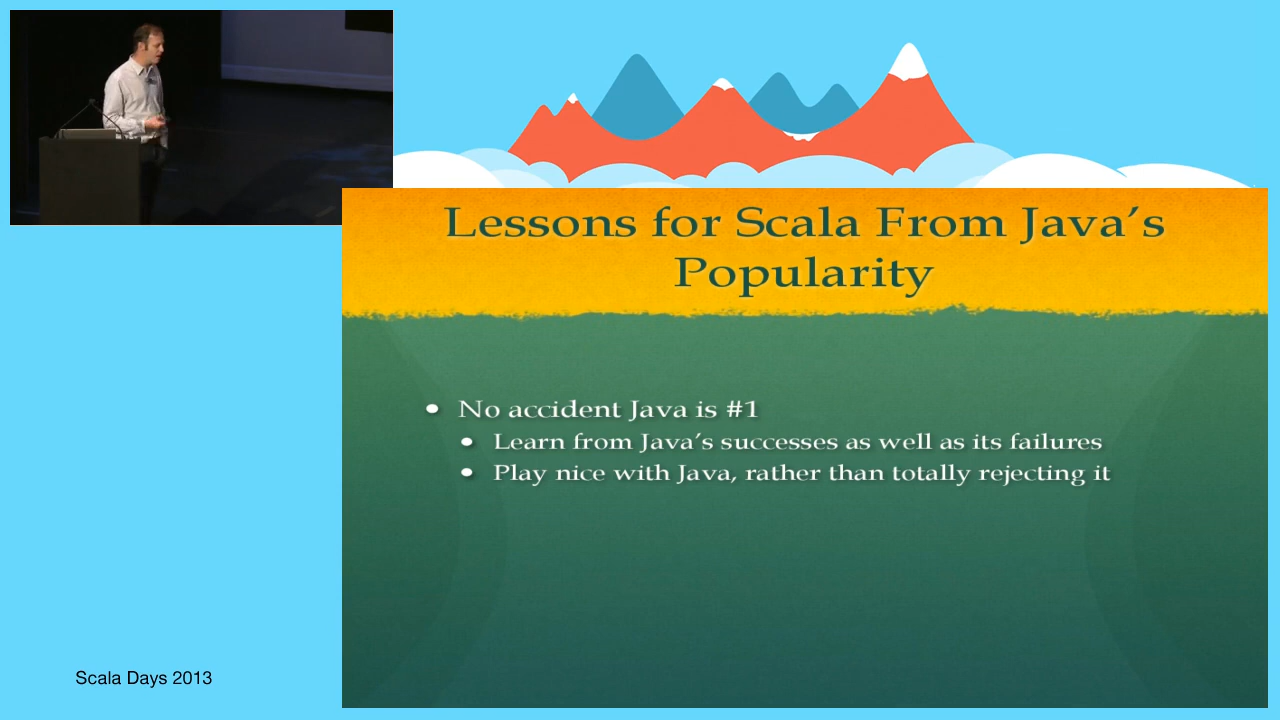 Lessons for Scala From Java’s
Popularity
• No accident Java is #1
• Learn from Java’s successes as well as its failures
• Play nice with Java, rather than totally rejecting it
Scala Days 2013